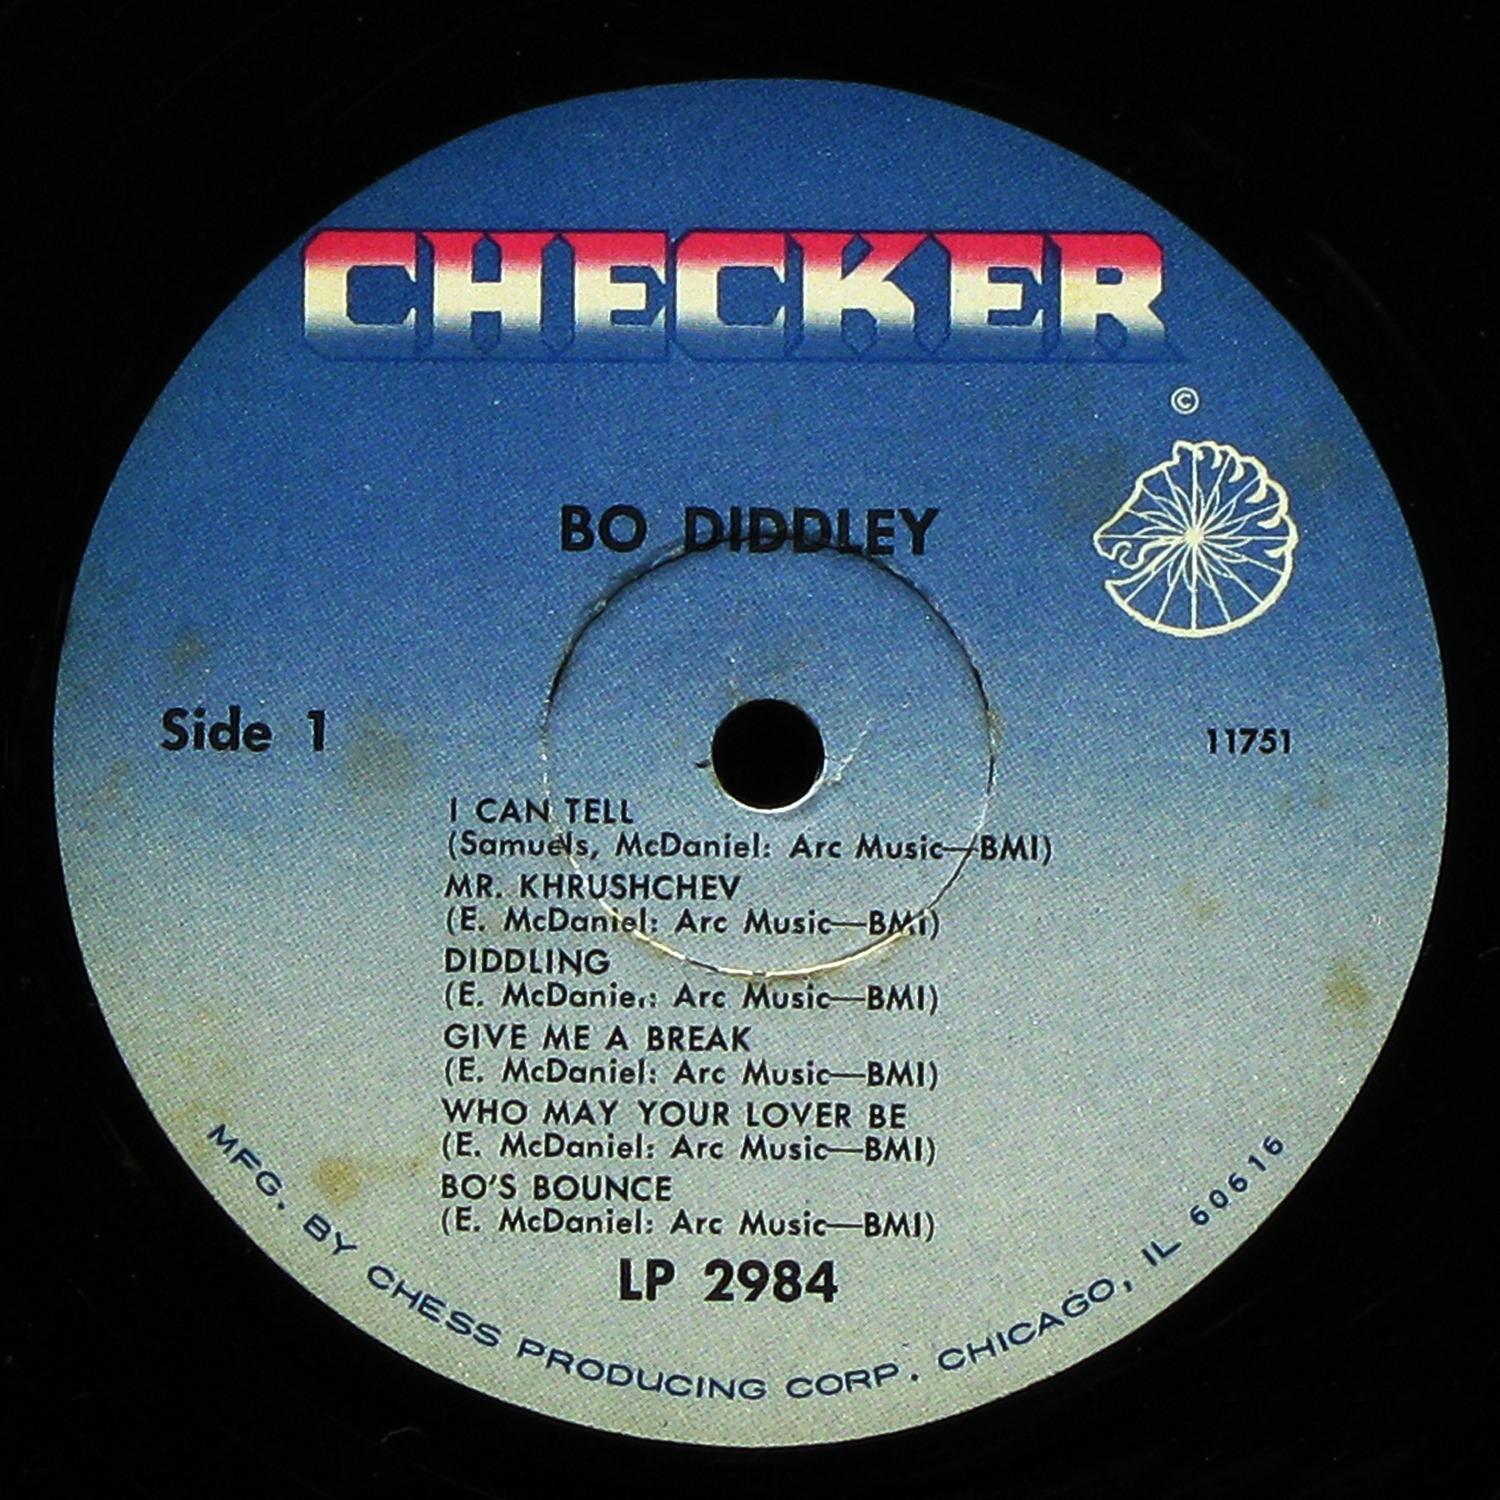 CHECKER
©
BO DIDDLEY
Side 1
11751
I CAN TELL
(Samuels, McDaniel: Arc Music—BMI)
MR. KHRUSHCHEV
(E. McDaniel: Arc Music—BMI)
DIDDLING
(E. McDaniel: Arc Music—BMI)
GIVE ME A BREAK
(E. McDaniel: Arc Music—BMI)
WHO MAY YOUR LOVER BE
(E. McDaniel: Arc Music—BMI)
BO'S BOUNCE
(E. McDaniel: Arc Music—BMI)
LP 2984
MFG. BY CHESS PRODUCING CORP. CHICAGO, IL 60616